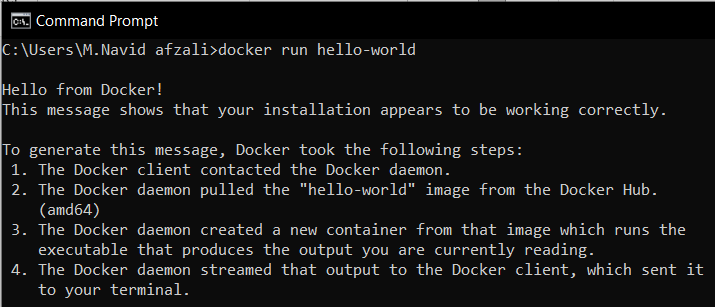 Command Prompt
C:\Users\M.Navid afzali>docker run hello-world
Hello from Docker!
This message shows that your installation appears to be working correctly.
To generate this message, Docker took the following steps:
1. The Docker client contacted the Docker daemon.
2. The Docker daemon pulled the "hello-world" image from the Docker Hub.
(amd64)
3. The Docker daemon created a new container from that image which runs the
executable that produces the output you are currently reading.
4. The Docker daemon streamed that output to the Docker client, which sent it
to your terminal.